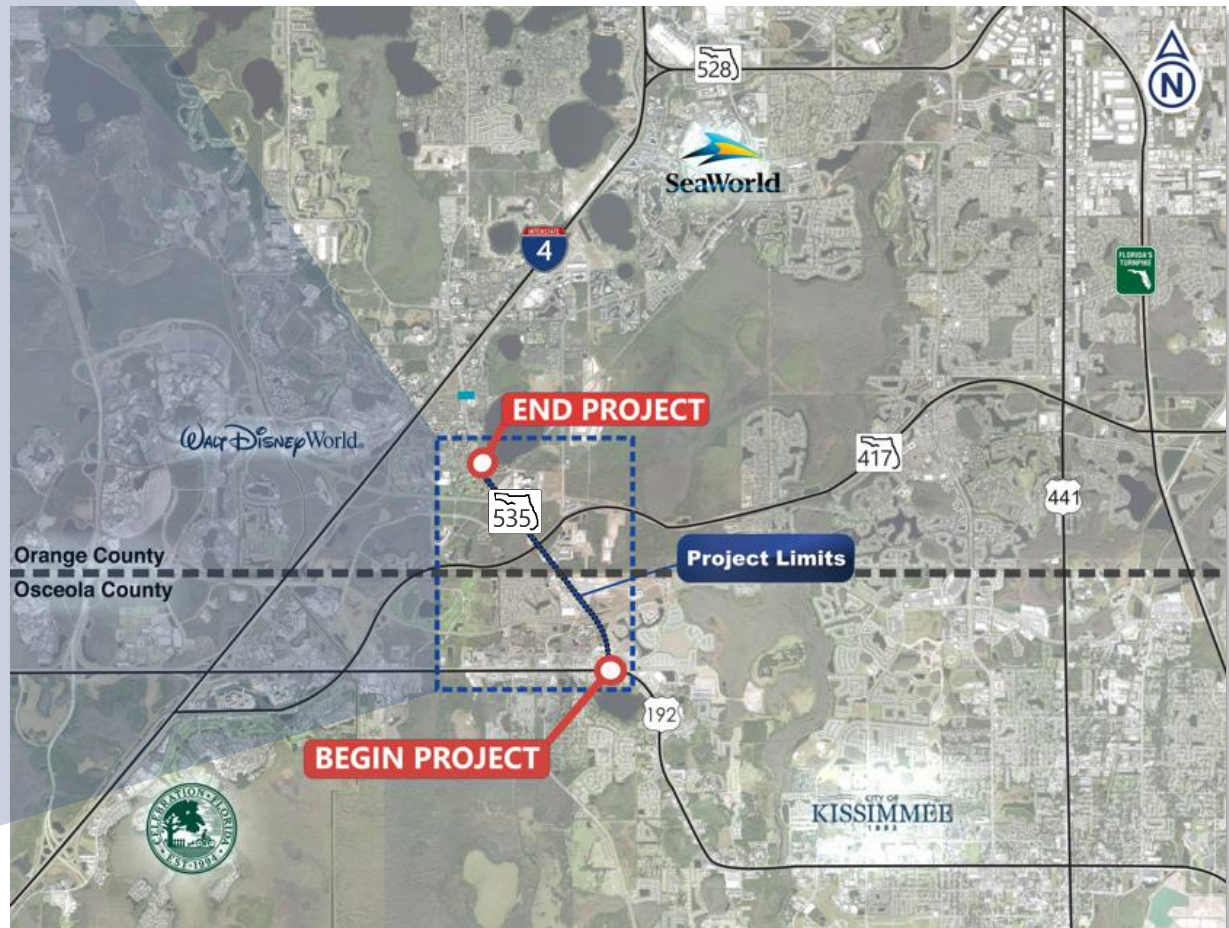 528
N
SeaWorld
INTERSTATE
4
FLORIDA'S
TURNPIKE
END PROJECT
WALT DISNEY World
417
441
535
Orange County
Project Limits
Osceola County
192
BEGIN PROJECT
CITY OF
KISSIMMEE
1883
CELEBRATION • FLORIDA
• EST • 1994 •